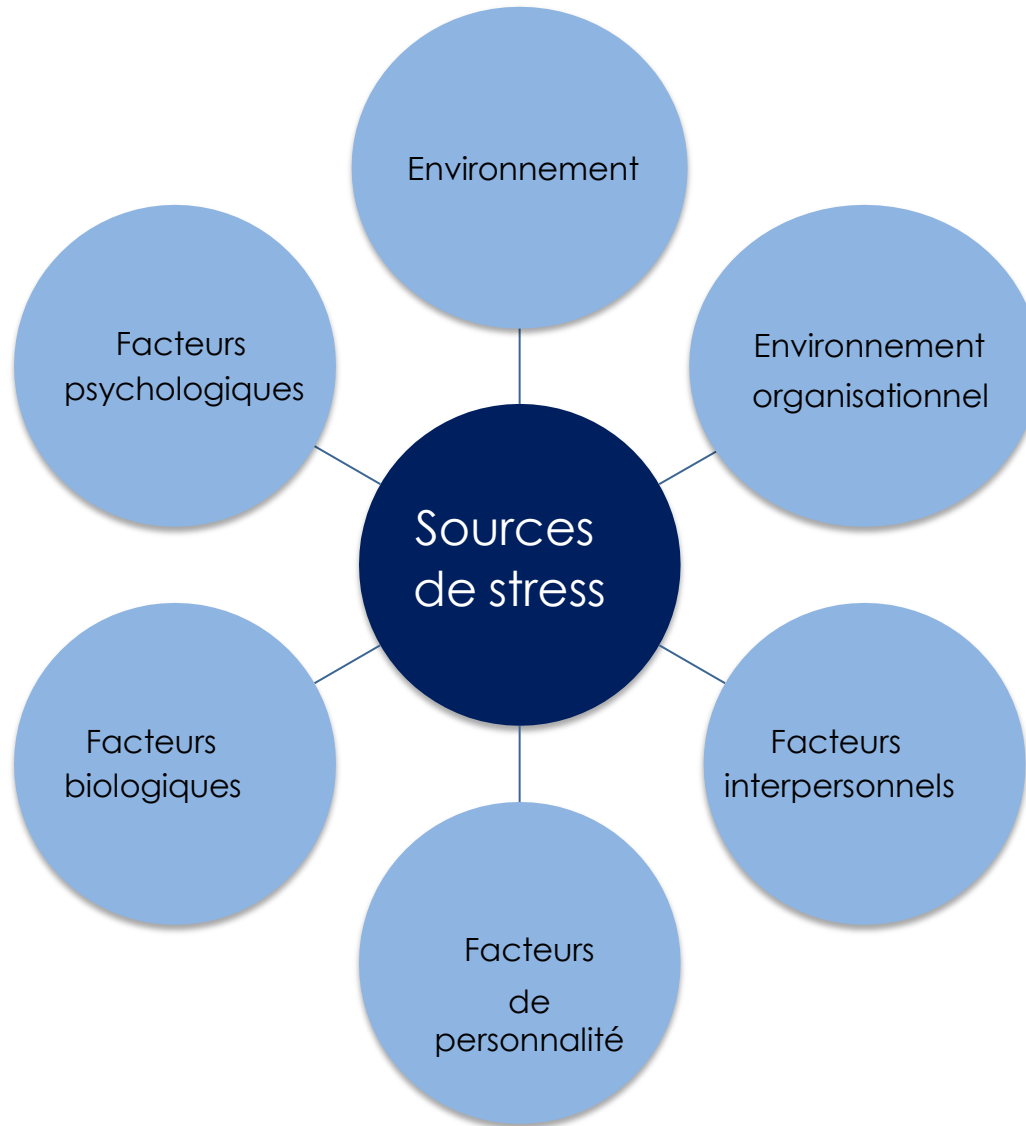 Environnement
Environnement
organisationnel
Facteurs
psychologiques
Sources
de stress
Facteurs
biologiques
Facteurs
interpersonnels
Facteurs
de
personnalité